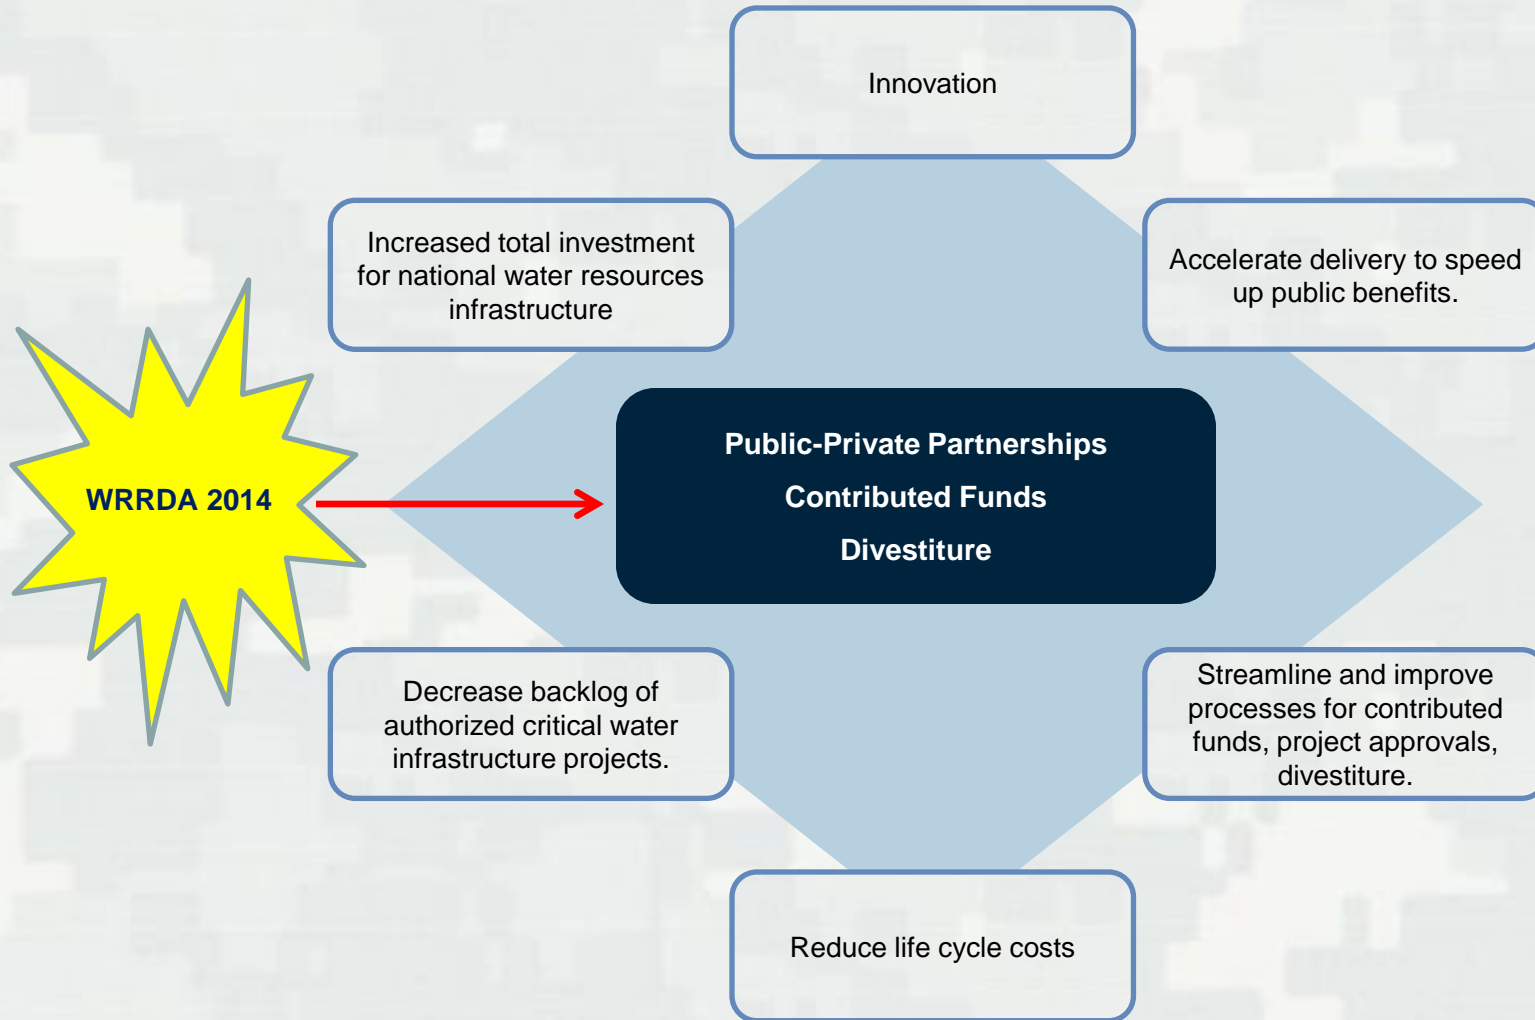 Innovation
Increased total investment
for national water resources
infrastructure
Accelerate delivery to speed
up public benefits.
WRRDA 2014
Public-Private Partnerships
Contributed Funds
Divestiture
Decrease backlog of
authorized critical water
infrastructure projects.
Streamline and improve
processes for contributed
funds, project approvals,
divestiture.
Reduce life cycle costs